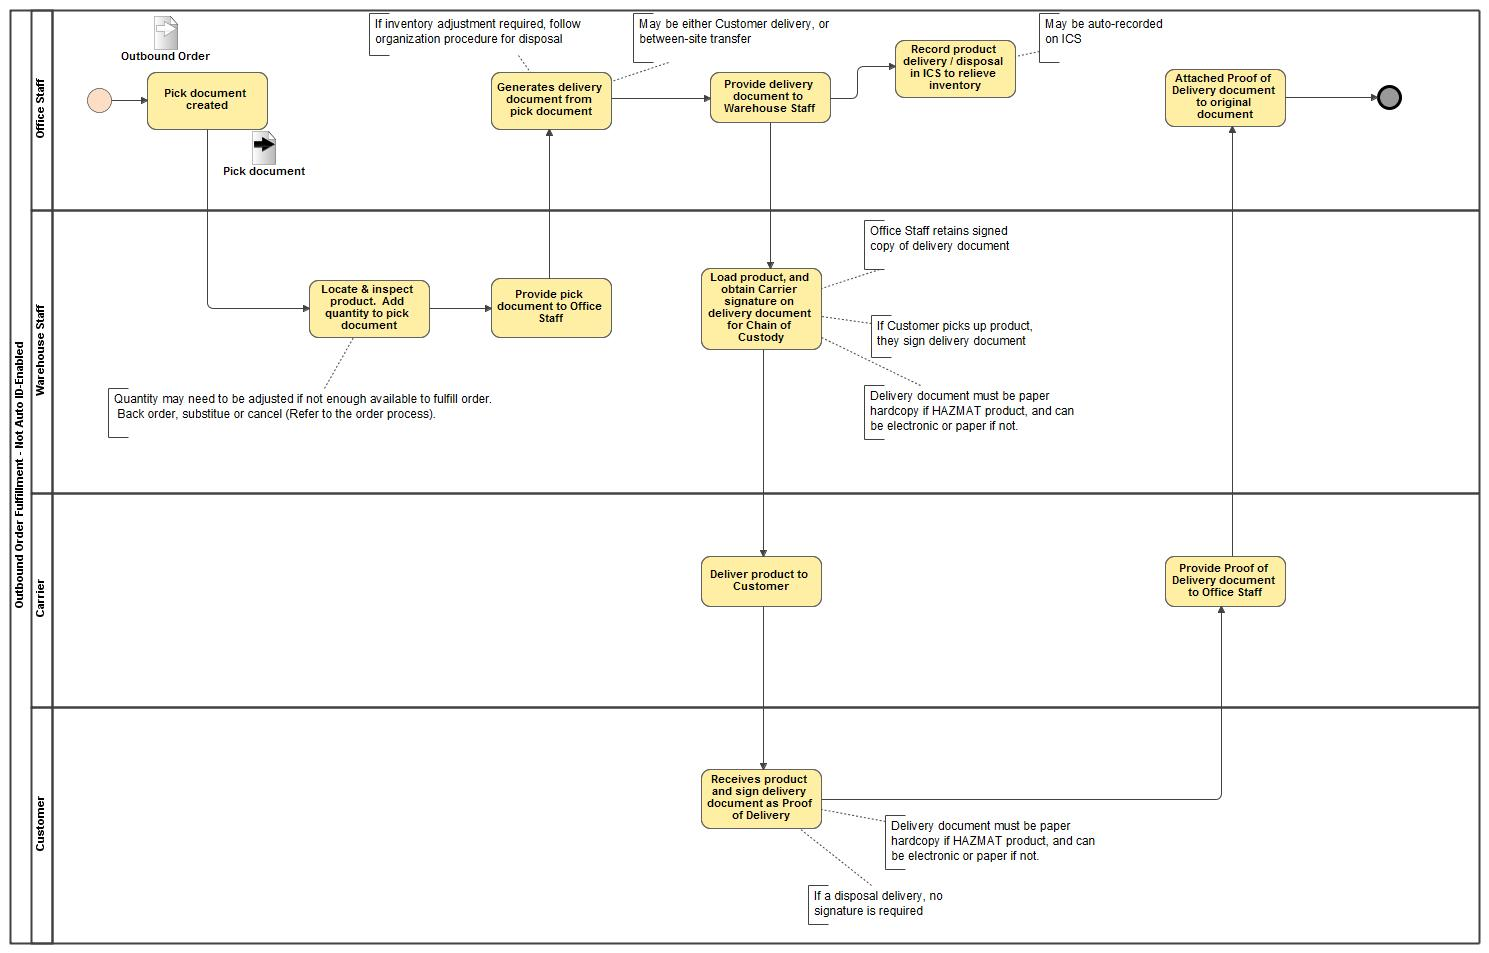 Outbound Order Fulfillment - Not Auto ID-Enabled
Office Staff
Outbound Order
Pick document
created
Pick document
If inventory adjustment required, follow
organization procedure for disposal
Generates delivery
document from
pick document
May be either Customer delivery, or
between-site transfer
Provide delivery
document to
Warehouse Staff
Record product
delivery / disposal
in ICS to relieve
inventory
May be auto-recorded
on ICS
Attached Proof of
Delivery document
to original
document
Warehouse Staff
Locate & inspect
product.  Add
quantity to pick
document
Quantity may need to be adjusted if not enough available to fulfill order.
Back order, substitue or cancel (Refer to the order process).
Provide pick
document to Office
Staff
Load product, and
obtain Carrier
signature on
delivery document
for Chain of
Custody
Office Staff retains signed
copy of delivery document
If Customer picks up product,
they sign delivery document
Delivery document must be paper
hardcopy if HAZMAT product, and can
be electronic or paper if not.
Carrier
Deliver product to
Customer
Provide Proof of
Delivery document
to Office Staff
Customer
Receives product
and sign delivery
document as Proof
of Delivery
Delivery document must be paper
hardcopy if HAZMAT product, and can
be electronic or paper if not.
If a disposal delivery, no
signature is required